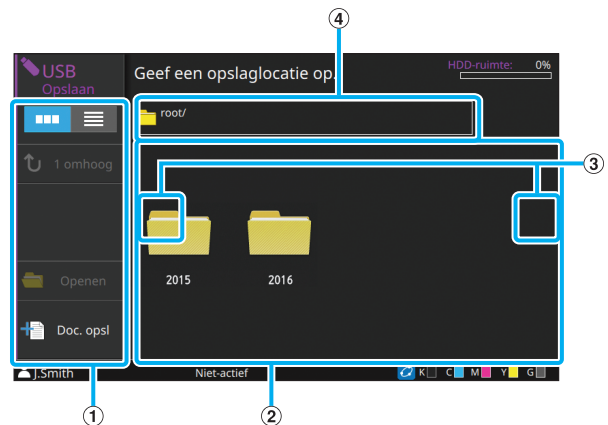 ④
USB
Opslaan
Geef een opslaglocatie op.
HDD-ruimte: 0%
root/
1 omhoog
③
2015
2016
Openen
Doc. opsl
J.Smith
Niet-actief
K C M Y G
①
②